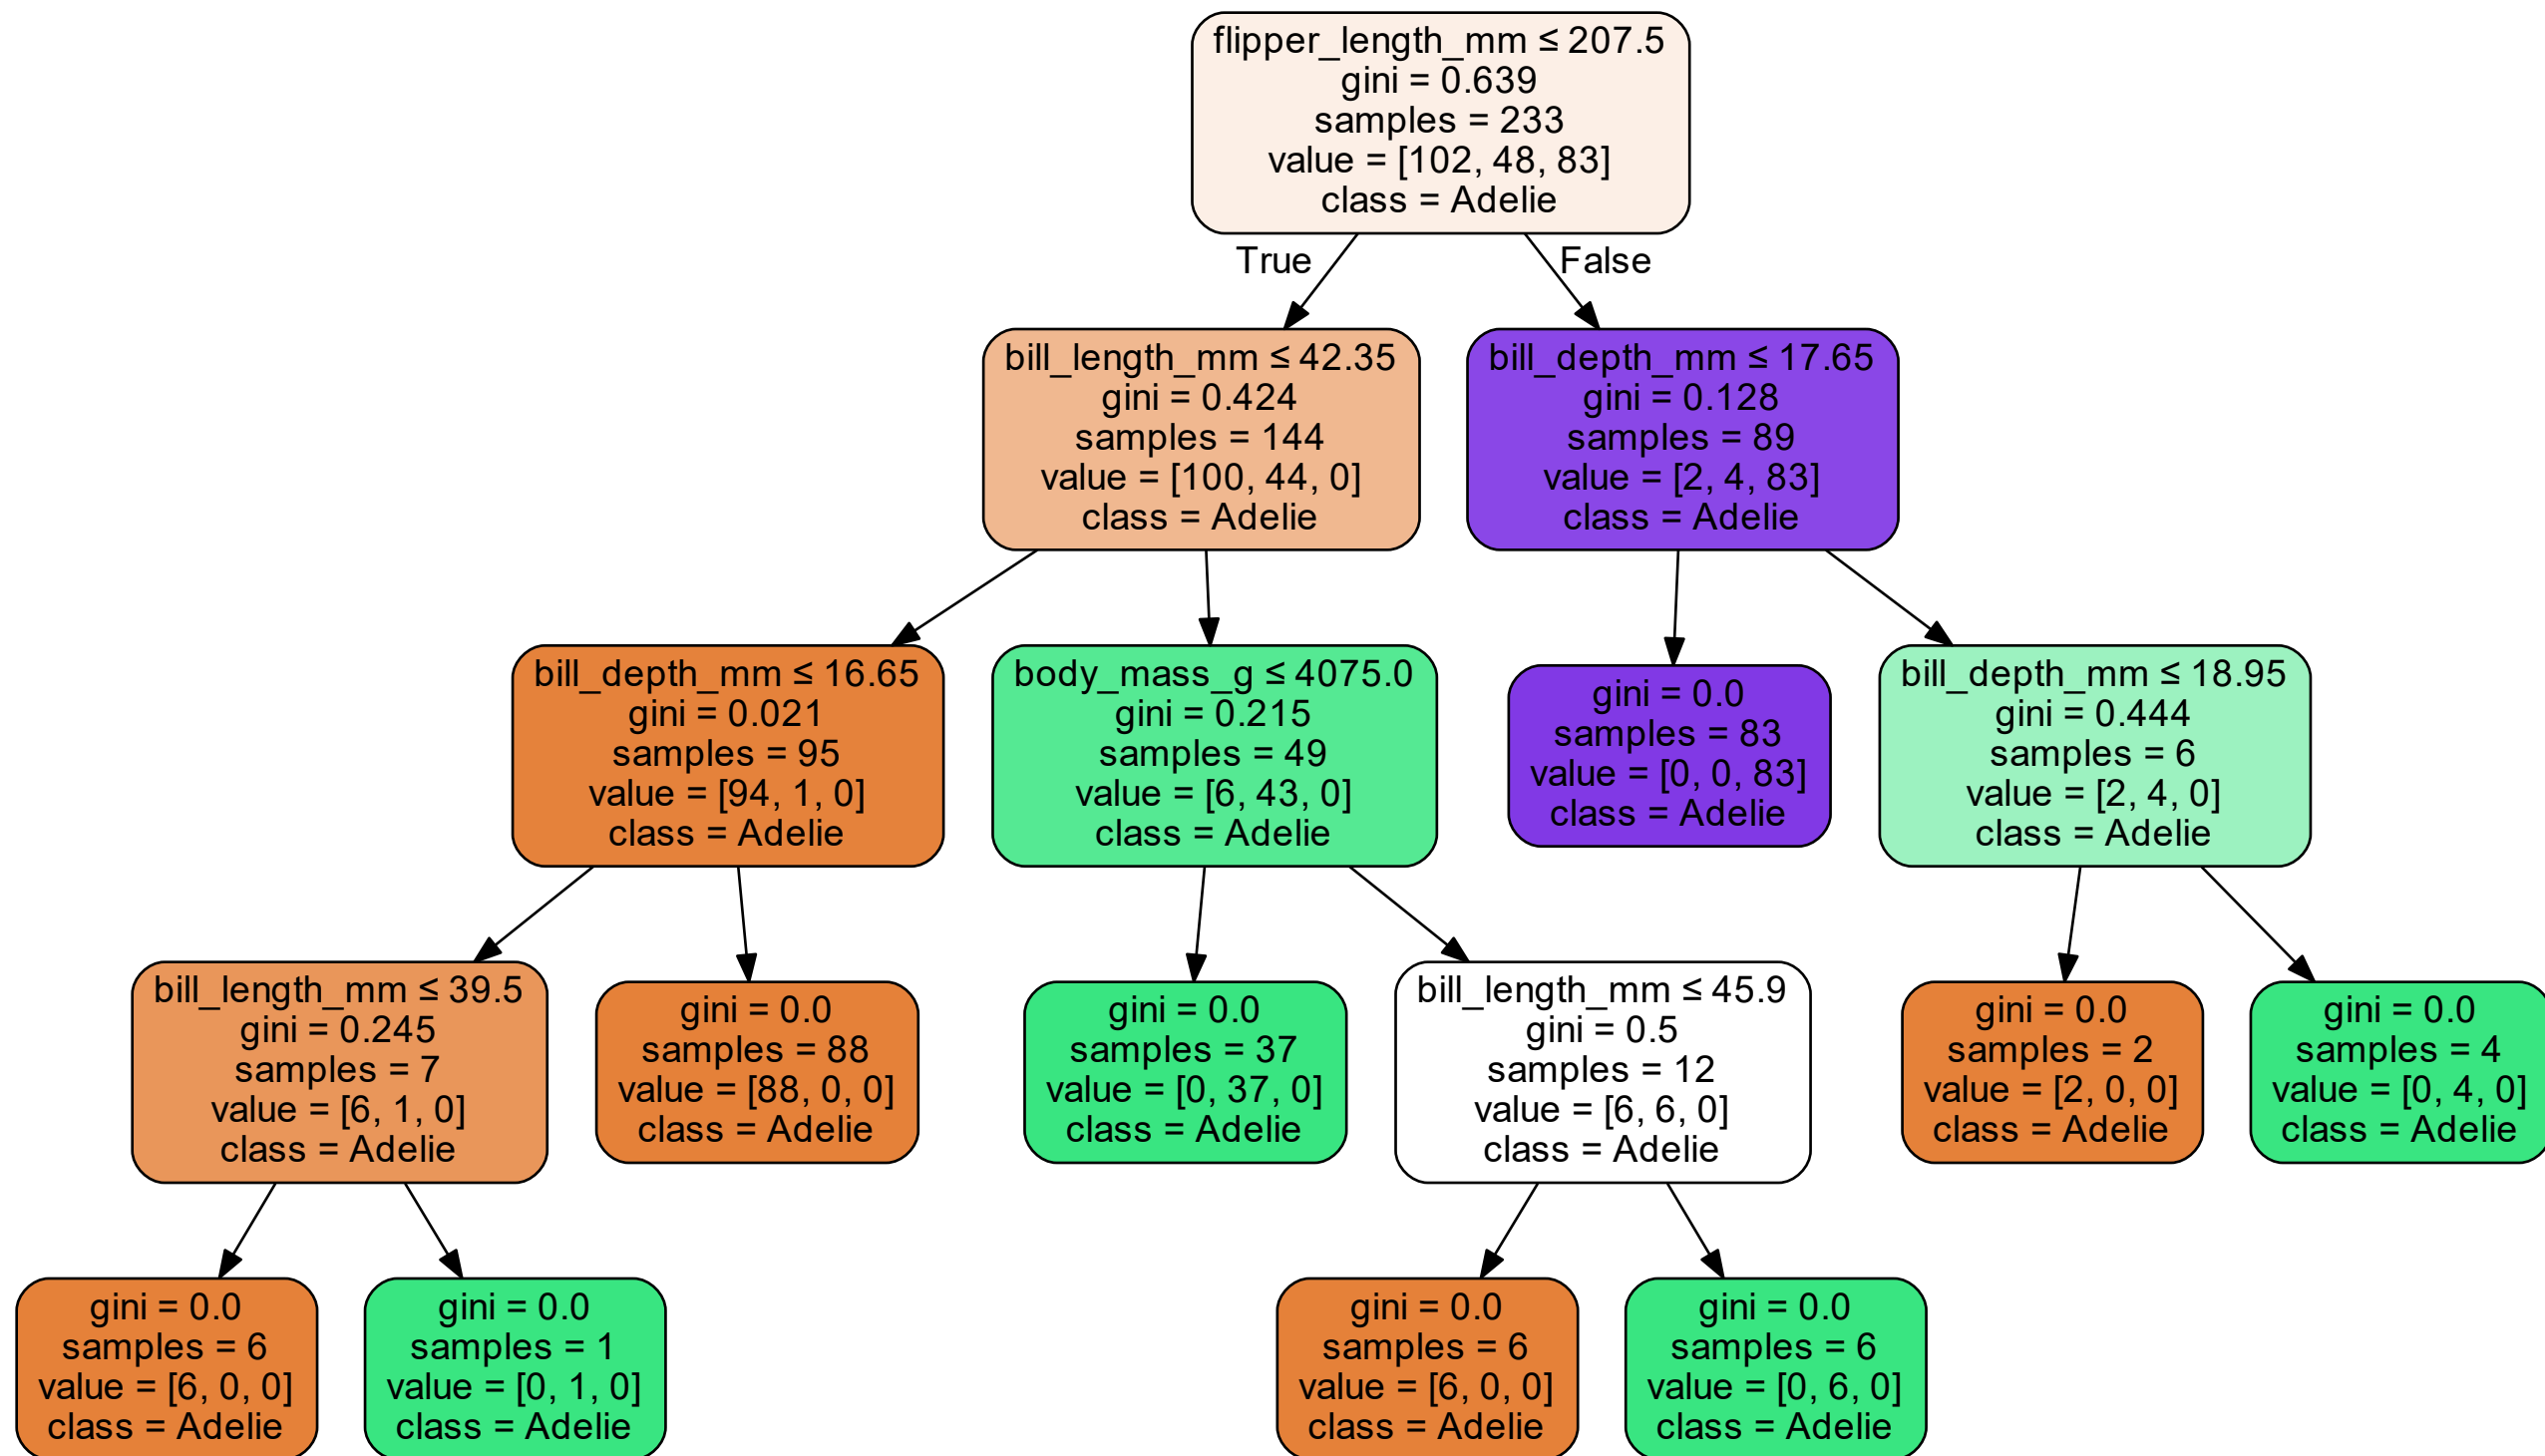 flipper_length_mm ≤ 207.5
gini = 0.639
samples = 233
value = [102, 48, 83]
class = Adelie
True
False
bill_length_mm ≤ 42.35
gini = 0.424
samples = 144
value = [100, 44, 0]
class = Adelie
bill_depth_mm ≤ 17.65
gini = 0.128
samples = 89
value = [2, 4, 83]
class = Adelie
bill_depth_mm ≤ 16.65
gini = 0.021
samples = 95
value = [94, 1, 0]
class = Adelie
body_mass_g ≤ 4075.0
gini = 0.215
samples = 49
value = [6, 43, 0]
class = Adelie
gini = 0.0
samples = 83
value = [0, 0, 83]
class = Adelie
bill_depth_mm ≤ 18.95
gini = 0.444
samples = 6
value = [2, 4, 0]
class = Adelie
bill_length_mm ≤ 39.5
gini = 0.245
samples = 7
value = [6, 1, 0]
class = Adelie
gini = 0.0
samples = 88
value = [88, 0, 0]
class = Adelie
gini = 0.0
samples = 37
value = [0, 37, 0]
class = Adelie
bill_length_mm ≤ 45.9
gini = 0.5
samples = 12
value = [6, 6, 0]
class = Adelie
gini = 0.0
samples = 2
value = [2, 0, 0]
class = Adelie
gini = 0.0
samples = 4
value = [0, 4, 0]
class = Adelie
gini = 0.0
samples = 6
value = [6, 0, 0]
class = Adelie
gini = 0.0
samples = 1
value = [0, 1, 0]
class = Adelie
gini = 0.0
samples = 6
value = [6, 0, 0]
class = Adelie
gini = 0.0
samples = 6
value = [0, 6, 0]
class = Adelie